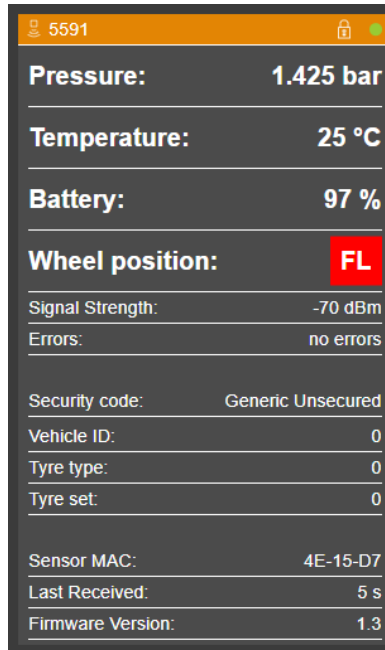 5591
Pressure: 1.425 bar
Temperature: 25 ºC
Battery: 97 %
Wheel position: FL
Signal Strength: -70 dBm
Errors: no errors
Security code: Generic Unsecured
Vehicle ID: 0
Tyre type: 0
Tyre set: 0
Sensor MAC: 4E-15-D7
Last Received: 5 s
Firmware Version: 1.3